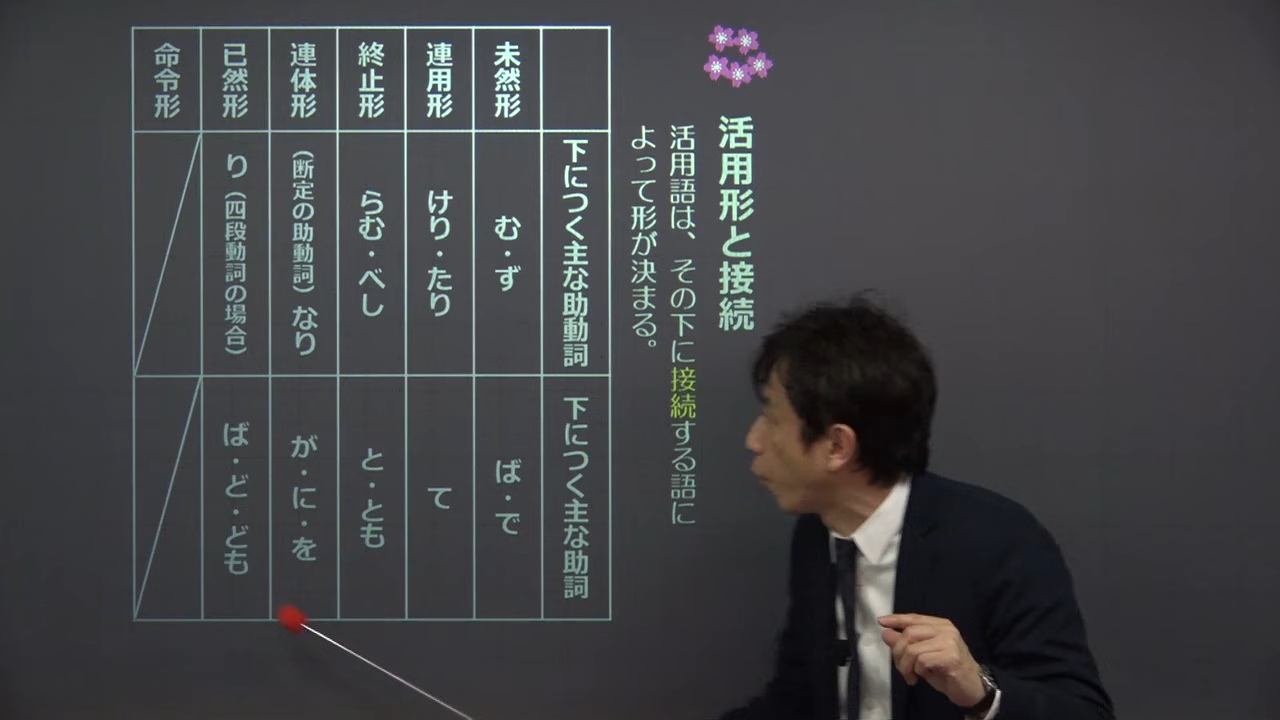 活用形と接続
活用語は、その下に接続する語に
よって形が決まる。
下につく主な助動詞
下につく主な助詞
未然形
む・ず
ば・で
連用形
けり・たり
て
終止形
らむ・べし
と・とも
連体形
（断定の助動詞）なり
が・に・を
已然形
り（四段動詞の場合）
ば・ど・ども
命令形